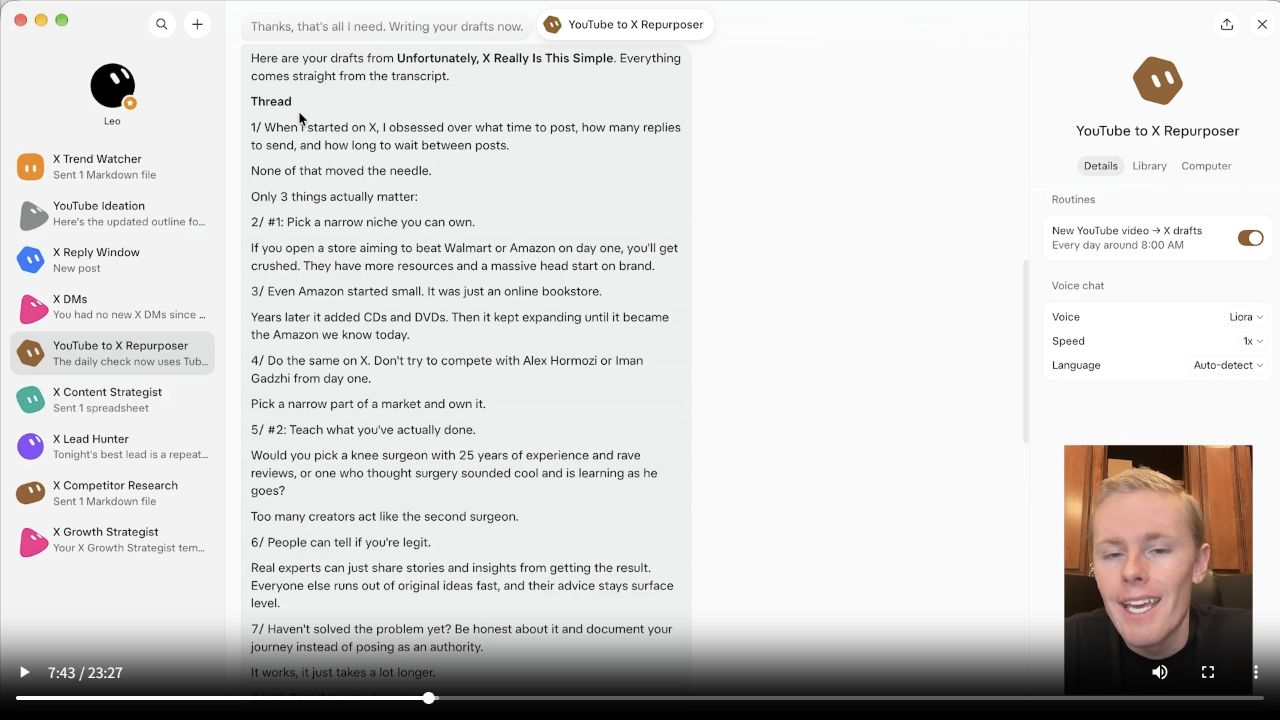 Leo
X Trend Watcher
Sent 1 Markdown file
YouTube Ideation
Here's the updated outline fo...
X Reply Window
New post
X DMs
You had no new X DMs since ...
YouTube to X Repurposer
The daily check now uses Tub...
X Content Strategist
Sent 1 spreadsheet
X Lead Hunter
Tonight's best lead is a repeat...
X Competitor Research
Sent 1 Markdown file
X Growth Strategist
Your X Growth Strategist tem...
Thanks, that's all I need. Writing your drafts now.
YouTube to X Repurposer
Here are your drafts from Unfortunately, X Really Is This Simple. Everything
comes straight from the transcript.
Thread
1/ When I started on X, I obsessed over what time to post, how many replies
to send, and how long to wait between posts.
None of that moved the needle.
Only 3 things actually matter:
2/ #1: Pick a narrow niche you can own.
If you open a store aiming to beat Walmart or Amazon on day one, you'll get
crushed. They have more resources and a massive head start on brand.
3/ Even Amazon started small. It was just an online bookstore.
Years later it added CDs and DVDs. Then it kept expanding until it became
the Amazon we know today.
4/ Do the same on X. Don't try to compete with Alex Hormozi or Iman
Gadzhi from day one.
Pick a narrow part of a market and own it.
5/ #2: Teach what you've actually done.
Would you pick a knee surgeon with 25 years of experience and rave
reviews, or one who thought surgery sounded cool and is learning as he
goes?
Too many creators act like the second surgeon.
6/ People can tell if you're legit.
Real experts can just share stories and insights from getting the result.
Everyone else runs out of original ideas fast, and their advice stays surface
level.
7/ Haven't solved the problem yet? Be honest about it and document your
journey instead of posing as an authority.
It works, it just takes a lot longer.
YouTube to X Repurposer
Details Library Computer
Routines
New YouTube video → X drafts
Every day around 8:00 AM
Voice chat
Voice Liora
Speed 1x
Language Auto-detect
7:43 / 23:27